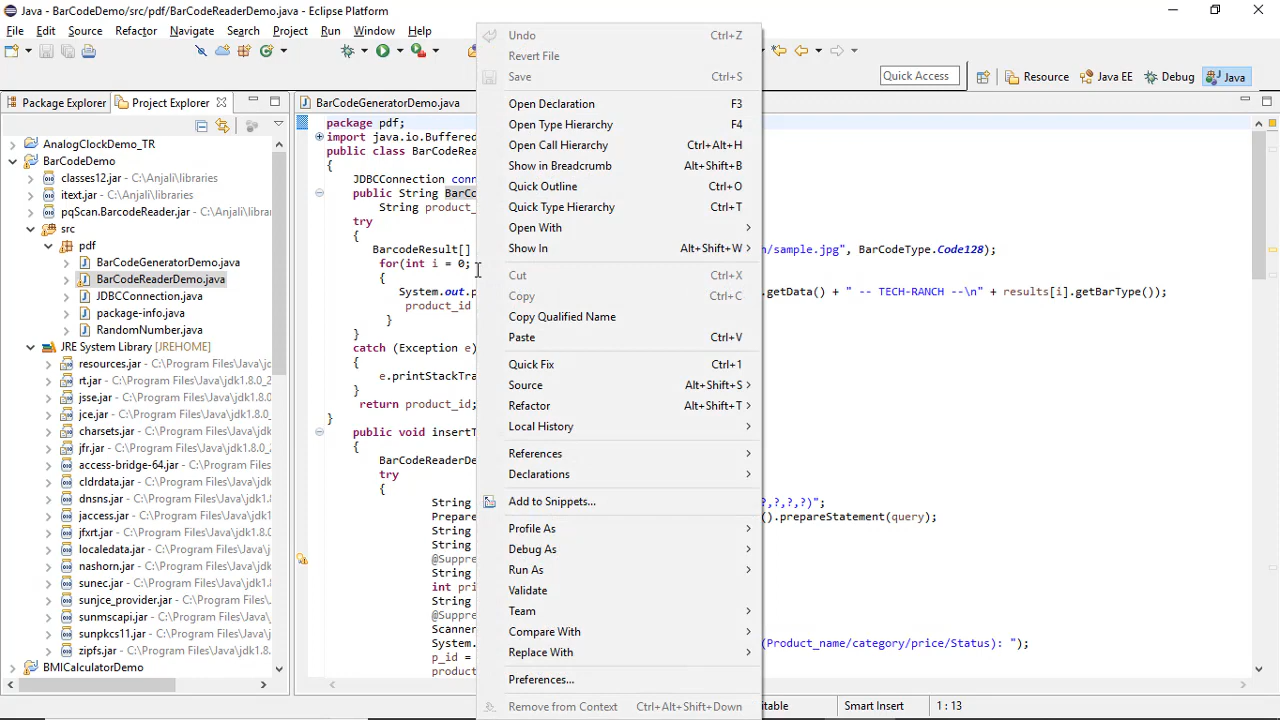 Java - BarCodeDemo/src/pdf/BarCodeReaderDemo.java - Eclipse Platform
File Edit Source Refactor Navigate Search Project Run Window Help
Quick Access Resource Java EE Debug Java
Package Explorer Project Explorer
AnalogClockDemo_TR
BarCodeDemo
classes12.jar - C:\Anjali\libraries
itext.jar - C:\Anjali\libraries
pqScan.BarcodeReader.jar - C:\Anjali\librar
src
pdf
BarCodeGeneratorDemo.java
BarCodeReaderDemo.java
JDBCConnection.java
package-info.java
RandomNumber.java
JRE System Library [JREHOME]
resources.jar - C:\Program Files\Java\jdk
rt.jar - C:\Program Files\Java\jdk1.8.0_2
jsse.jar - C:\Program Files\Java\jdk1.8.0
jce.jar - C:\Program Files\Java\jdk1.8.0_
charsets.jar - C:\Program Files\Java\jdk1
jfr.jar - C:\Program Files\Java\jdk1.8.0_
access-bridge-64.jar - C:\Program Files
cldrdata.jar - C:\Program Files\Java\jdk1
dnsns.jar - C:\Program Files\Java\jdk1.8
jaccess.jar - C:\Program Files\Java\jdk1.
jfxrt.jar - C:\Program Files\Java\jdk1.8.0
localedata.jar - C:\Program Files\Java\j
nashorn.jar - C:\Program Files\Java\jdk
sunec.jar - C:\Program Files\Java\jdk1.8
sunjce_provider.jar - C:\Program Files\J
sunmscapi.jar - C:\Program Files\Java\j
sunpkcs11.jar - C:\Program Files\Java\j
zipfs.jar - C:\Program Files\Java\jdk1.8.
BMICalculatorDemo
BarCodeGeneratorDemo.java
package pdf;
import java.io.Buffered
public class BarCodeRea
{
JDBCConnection conn
public String BarCo
String product_
try
{
BarcodeResult[] n/sample.jpg", BarCodeType.Code128);
for(int i = 0;
{
System.out.p .getData() + " -- TECH-RANCH --\n" + results[i].getBarType());
product_id
}
}
catch (Exception e)
{
e.printStackTra
}
return product_id;
}
public void insertT
{
BarCodeReaderDe
try
{
String ?,?,?,?)";
Prepare ().prepareStatement(query);
String
String
@Suppre
String
int pri
String
@Suppre
Scanner
System. (Product_name/category/price/Status): ");
p_id =
product
Undo Ctrl+Z
Revert File
Save Ctrl+S
Open Declaration F3
Open Type Hierarchy F4
Open Call Hierarchy Ctrl+Alt+H
Show in Breadcrumb Alt+Shift+B
Quick Outline Ctrl+O
Quick Type Hierarchy Ctrl+T
Open With
Show In Alt+Shift+W
Cut Ctrl+X
Copy Ctrl+C
Copy Qualified Name
Paste Ctrl+V
Quick Fix Ctrl+1
Source Alt+Shift+S
Refactor Alt+Shift+T
Local History
References
Declarations
Add to Snippets...
Profile As
Debug As
Run As
Validate
Team
Compare With
Replace With
Preferences...
Remove from Context Ctrl+Alt+Shift+Down
itable Smart Insert 1 : 13